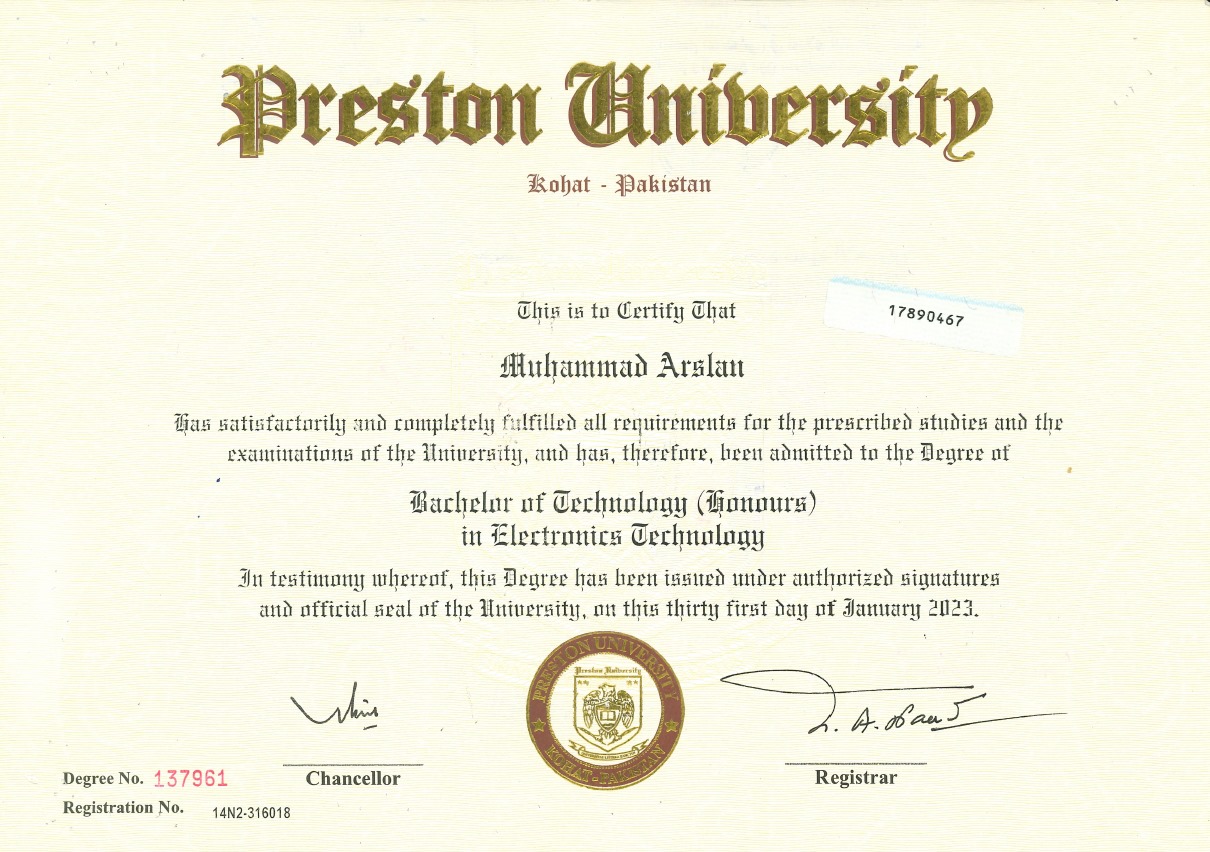 Preston University
Kohat - Pakistan
This is to Certify That
17890467
Muhammad Arslan
Has satisfactorily and completely fulfilled all requirements for the prescribed studies and the
examinations of the University, and has, therefore, been admitted to the Degree of
Bachelor of Technology (Honours)
in Electronics Technology
In testimony whereof, this Degree has been issued under authorized signatures
and official seal of the University, on this thirty first day of January 2023.
PRESTON UNIVERSITY
Preston University
KOHAT-PAKISTAN
Degree No. 137961
Chancellor
Registrar
Registration No. 14N2-316018